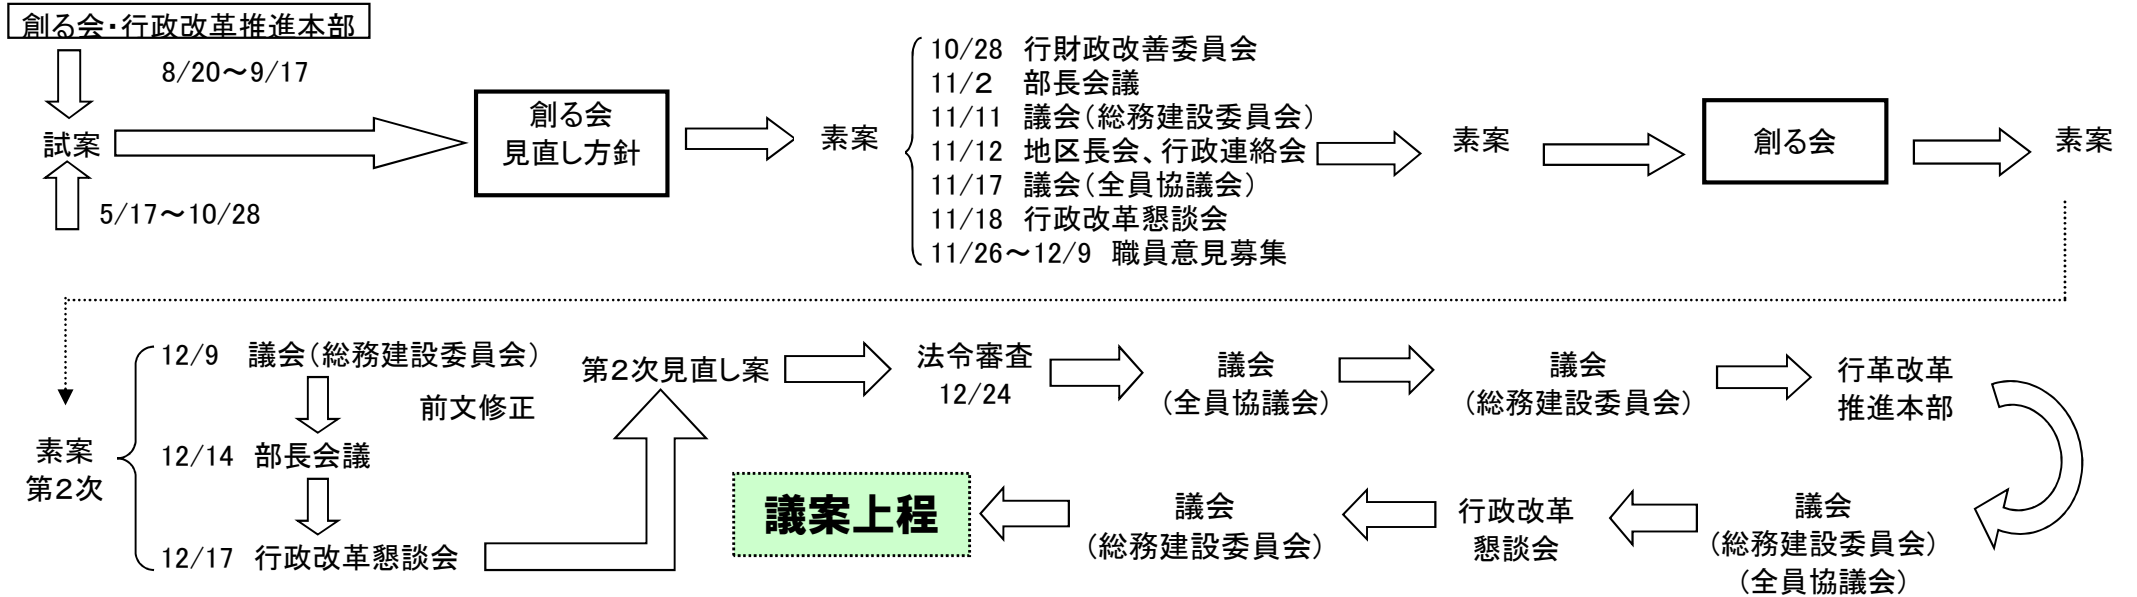 創る会・行政改革推進本部
8/20～9/17
試案
5/17～10/28
創る会
見直し方針
素案
10/28 行財政改善委員会
11/2 部長会議
11/11 議会(総務建設委員会)
11/12 地区長会、行政連絡会
11/17 議会(全員協議会)
11/18 行政改革懇談会
11/26～12/9 職員意見募集
素案
創る会
素案
素案
第2次
12/9 議会(総務建設委員会)
前文修正
12/14 部長会議
12/17 行政改革懇談会
第2次見直し案
法令審査
12/24
議会
(全員協議会)
議会
(総務建設委員会)
行革改革
推進本部
議会
(総務建設委員会)
(全員協議会)
行政改革
懇談会
議会
(総務建設委員会)
議案上程